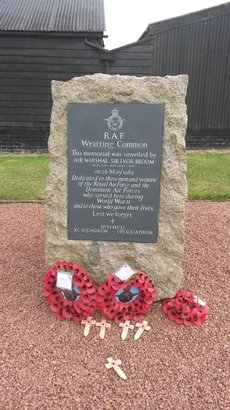 R.A.F.
Wratting Common
This memorial was unveiled by
AIR MARSHAL SIR IVOR BROOM
on 28 May 1989
Dedicated to those men and women
of the Royal Air Force and the
Dominion Air Forces
who served here during
World War II
and to those who gave their lives.
Lest we forget
1651 H.C.U.
XC SQUADRON 195 SQUADRON